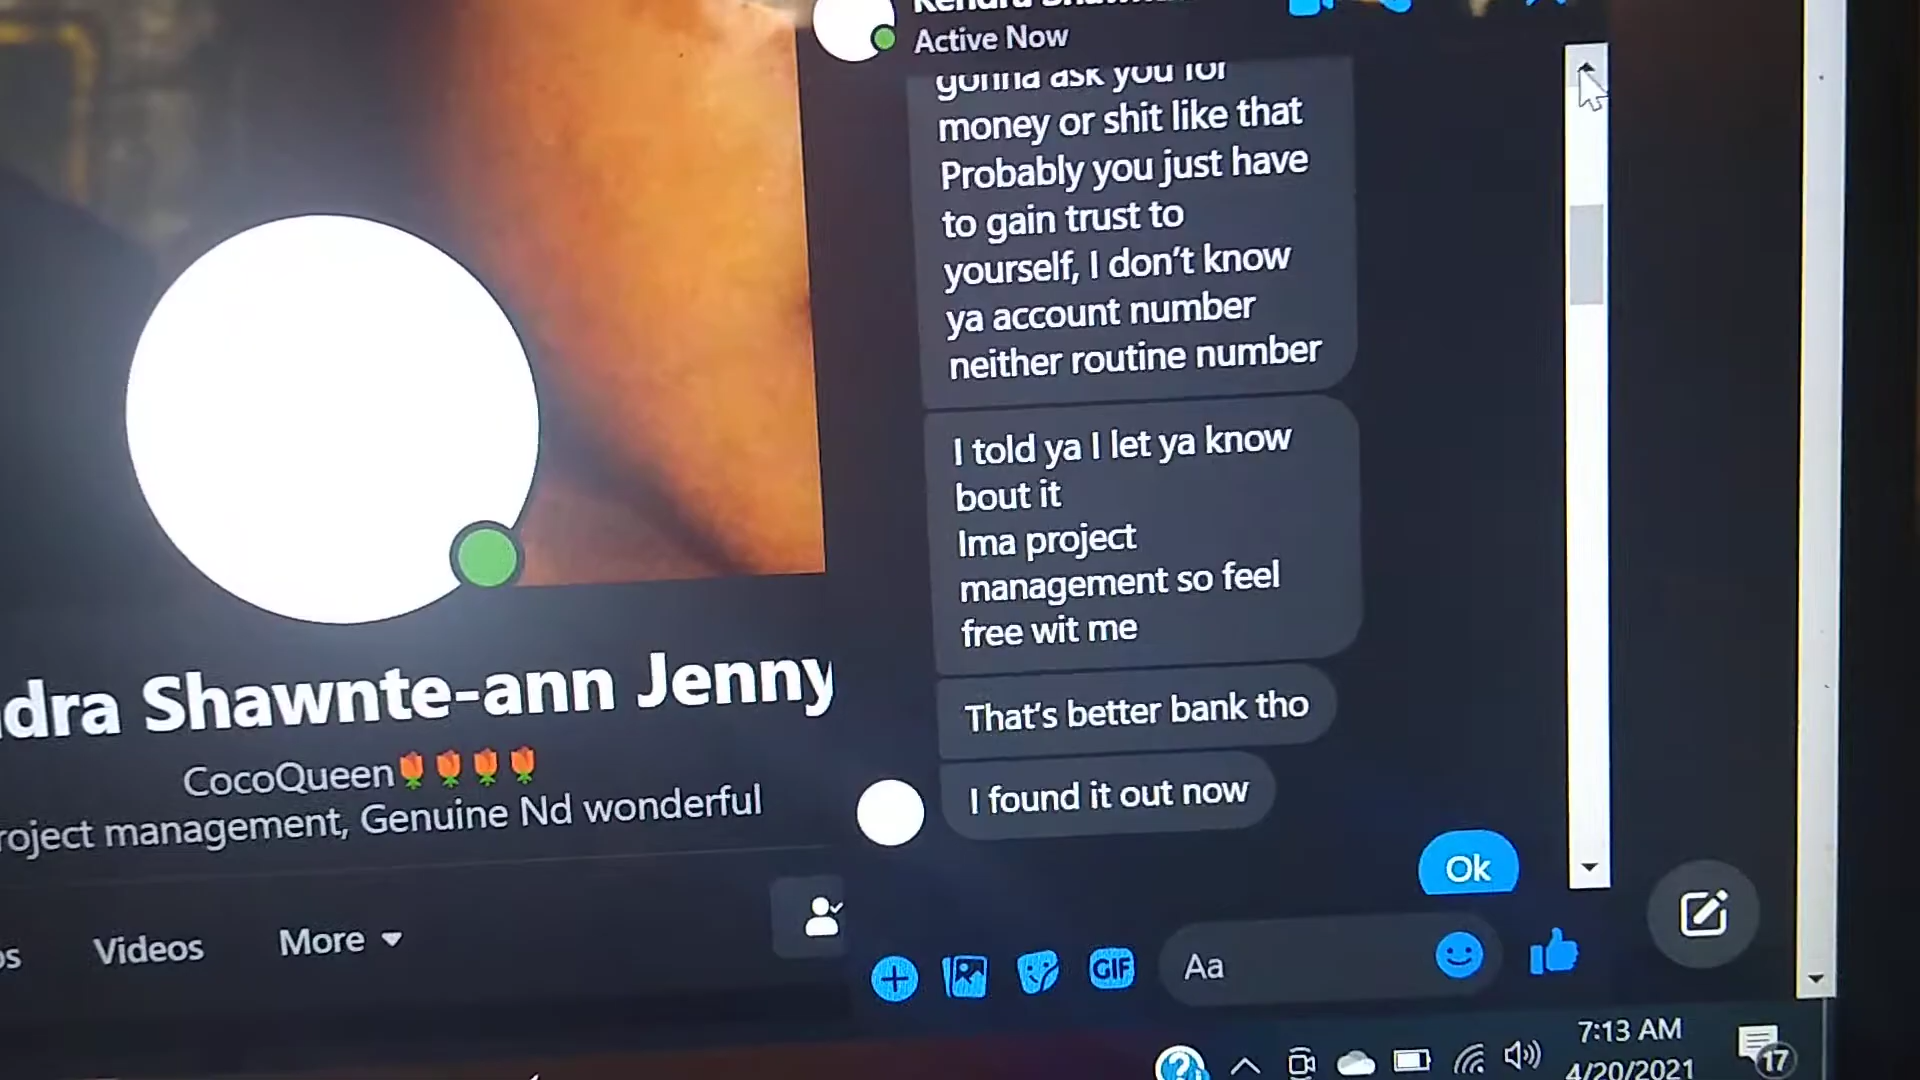 Active Now
gonna ask you for
money or shit like that
Probably you just have
to gain trust to
yourself, I don't know
ya account number
neither routine number
I told ya I let ya know
bout it
Ima project
management so feel
free wit me
That's better bank tho
I found it out now
Ok
Aa
GIF
dra Shawnte-ann Jenny
CocoQueen🌷🌷🌷🌷
roject management, Genuine Nd wonderful
os
Videos
More
7:13 AM
4/20/2021
17